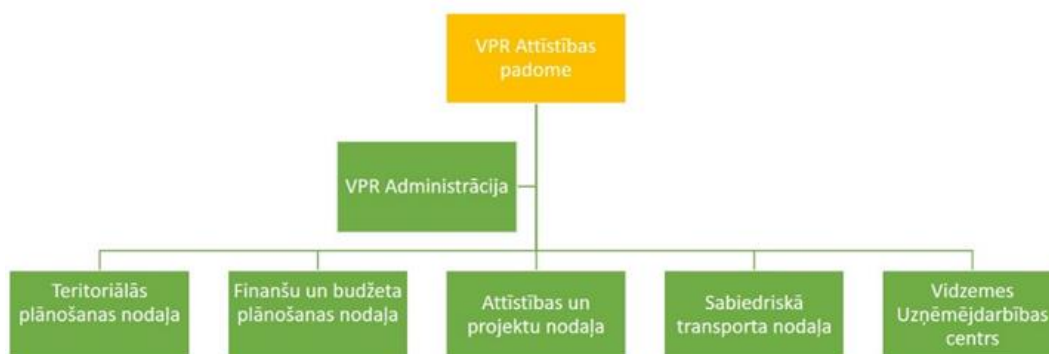 VPR Attīstības
padome
VPR Administrācija
Teritoriālās
plānošanas nodaļa
Finanšu un budžeta
plānošanas nodaļa
Attīstības un
projektu nodaļa
Sabiedriskā
transporta nodaļa
Vidzemes
Uzņēmējdarbības
centrs